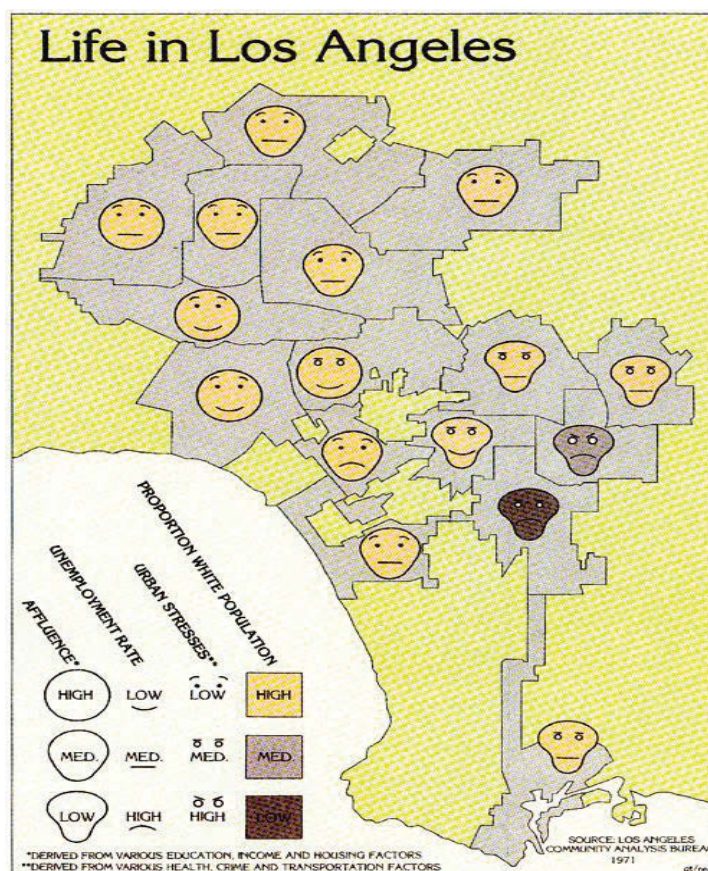 Life in Los Angeles
AFFLUENCE*
UNEMPLOYMENT RATE
URBAN STRESSES**
PROPORTION WHITE POPULATION
HIGH LOW LOW HIGH
MED. MED. MED. MED.
LOW HIGH HIGH LOW
*DERIVED FROM VARIOUS EDUCATION, INCOME AND HOUSING FACTORS
**DERIVED FROM VARIOUS HEALTH, CRIME AND TRANSPORTATION FACTORS
SOURCE: LOS ANGELES
COMMUNITY ANALYSIS BUREAU
1971